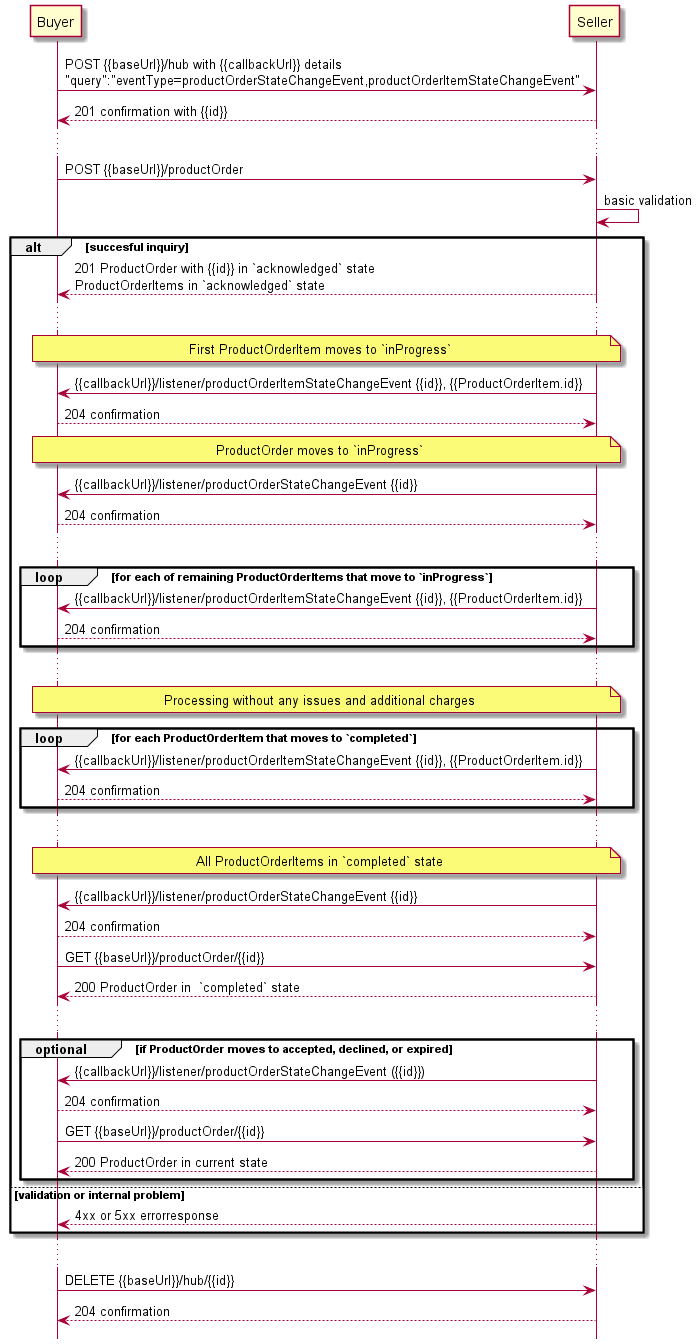 Buyer
Seller
POST {{baseUrl}}/hub with {{callbackUrl}} details
"query":"eventType=productOrderStateChangeEvent,productOrderItemStateChangeEvent"
201 confirmation with {{id}}
POST {{baseUrl}}/productOrder
basic validation
alt
[succesful inquiry]
201 ProductOrder with {{id}} in `acknowledged` state
ProductOrderItems in `acknowledged` state
First ProductOrderItem moves to `inProgress`
{{callbackUrl}}/listener/productOrderItemStateChangeEvent {{id}}, {{ProductOrderItem.id}}
204 confirmation
ProductOrder moves to `inProgress`
{{callbackUrl}}/listener/productOrderStateChangeEvent {{id}}
204 confirmation
loop
[for each of remaining ProductOrderItems that move to `inProgress`]
{{callbackUrl}}/listener/productOrderItemStateChangeEvent {{id}}, {{ProductOrderItem.id}}
204 confirmation
Processing without any issues and additional charges
loop
[for each ProductOrderItem that moves to `completed`]
{{callbackUrl}}/listener/productOrderItemStateChangeEvent {{id}}, {{ProductOrderItem.id}}
204 confirmation
All ProductOrderItems in `completed` state
{{callbackUrl}}/listener/productOrderStateChangeEvent {{id}}
204 confirmation
GET {{baseUrl}}/productOrder/{{id}}
200 ProductOrder in  `completed` state
optional
[if ProductOrder moves to accepted, declined, or expired]
{{callbackUrl}}/listener/productOrderStateChangeEvent ({{id}})
204 confirmation
GET {{baseUrl}}/productOrder/{{id}}
200 ProductOrder in current state
[validation or internal problem]
4xx or 5xx errorresponse
DELETE {{baseUrl}}/hub/{{id}}
204 confirmation